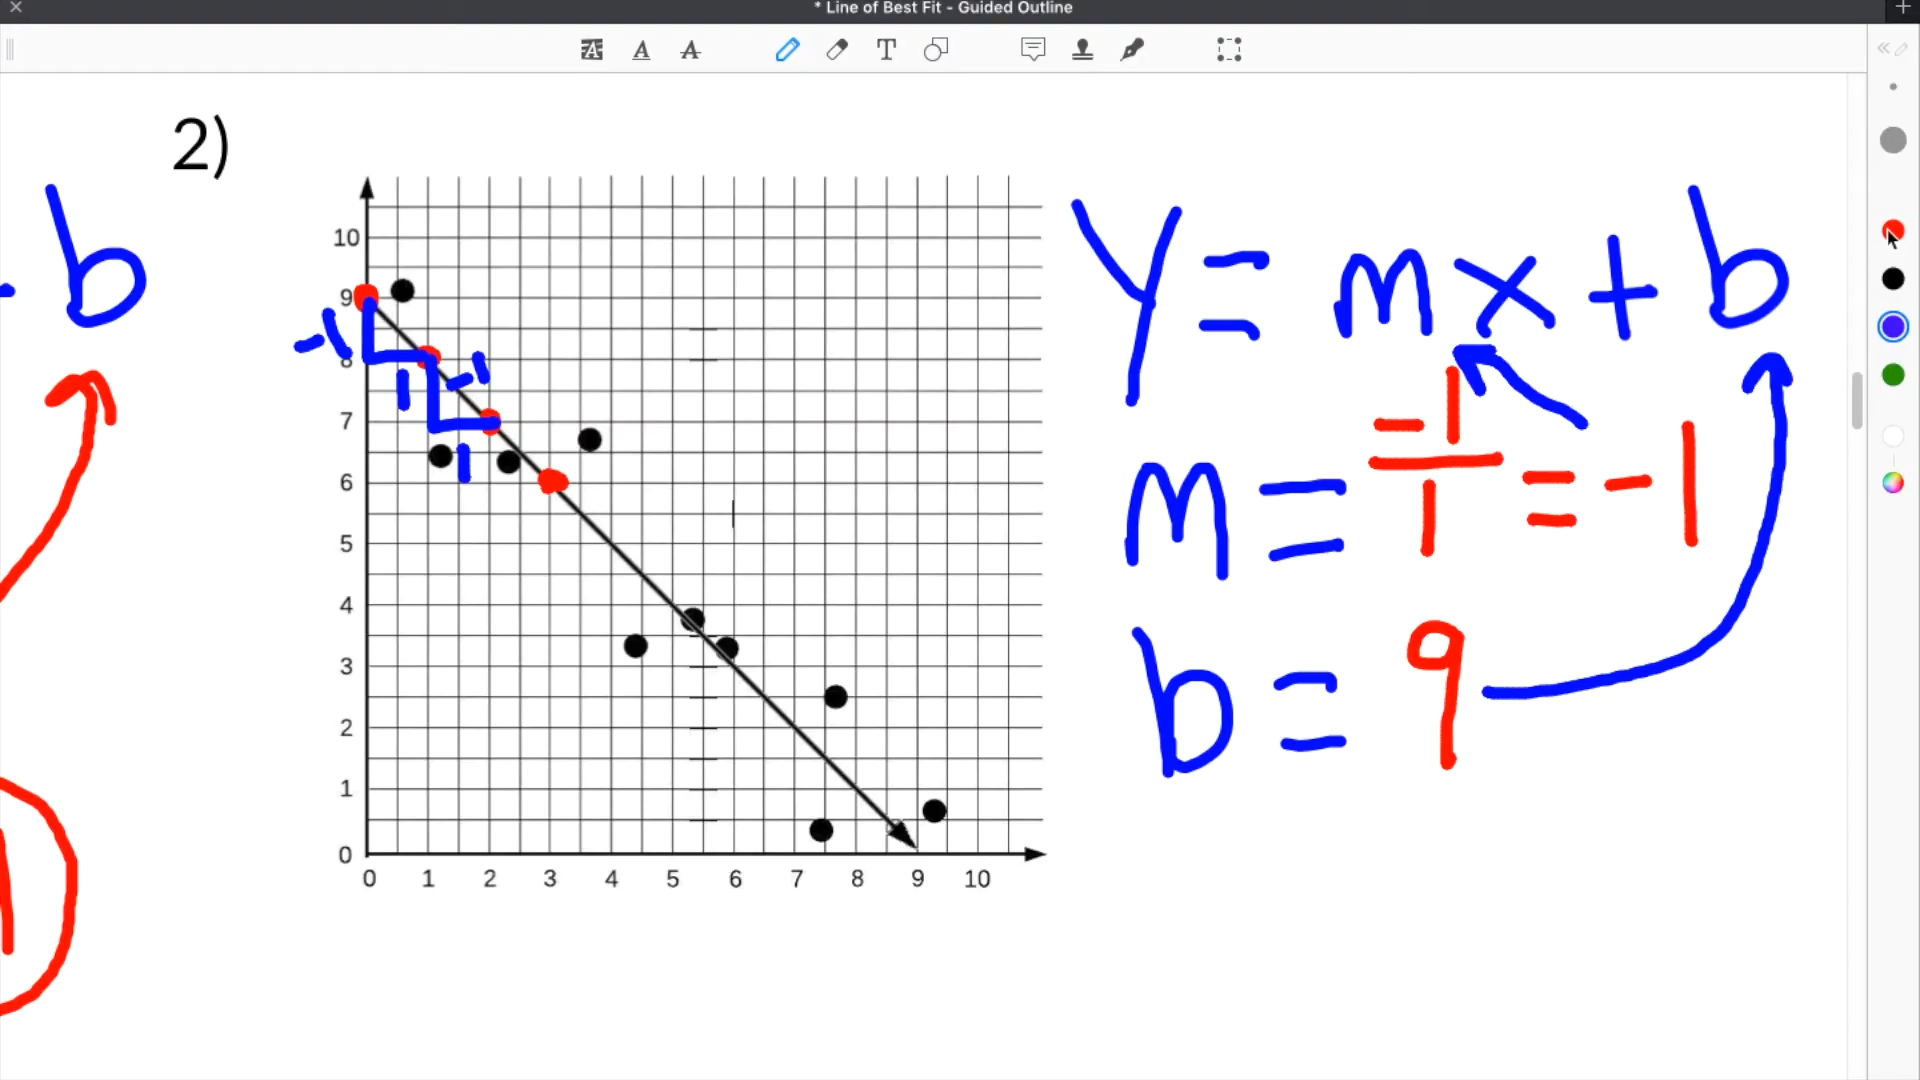 * Line of Best Fit - Guided Outline
A A A T
2)
b
10
9
8
7
6
5
4
3
2
1
0
0 1 2 3 4 5 6 7 8 9 10
-1
1
-1
1
y = mx + b
m = -1/1 = -1
b = 9